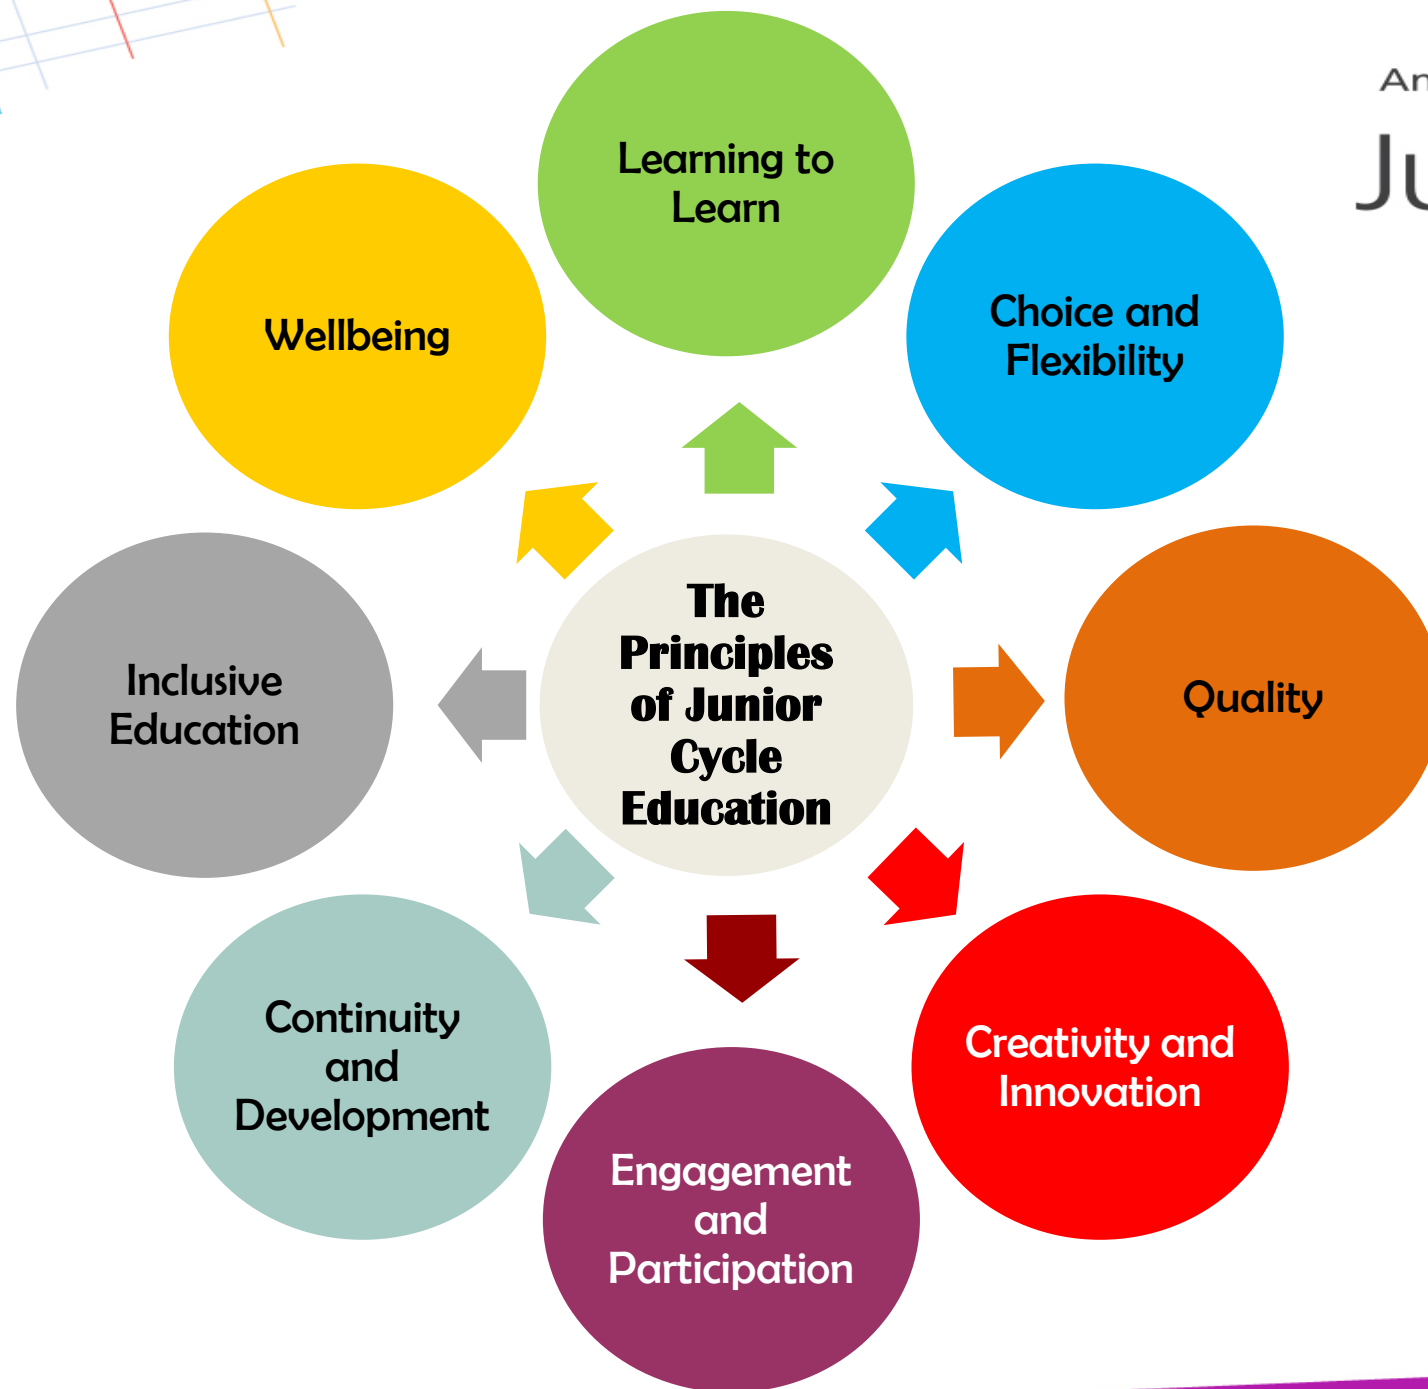 Learning to
Learn
Choice and
Flexibility
Quality
Creativity and
Innovation
Engagement
and
Participation
Continuity
and
Development
Inclusive
Education
Wellbeing
The
Principles
of Junior
Cycle
Education